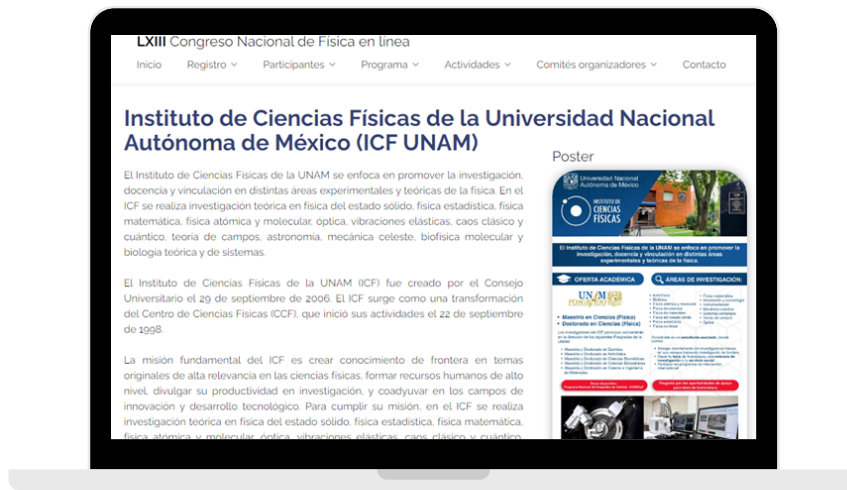 LXIII Congreso Nacional de Física en línea
Inicio Registro Participantes Programa Actividades Comités organizadores Contacto
Instituto de Ciencias Físicas de la Universidad Nacional
Autónoma de México (ICF UNAM)
El Instituto de Ciencias Físicas de la UNAM se enfoca en promover la investigación,
docencia y vinculación en distintas áreas experimentales y teóricas de la física. En el
ICF se realiza investigación teórica en física del estado sólido, física estadística, física
matemática, física atómica y molecular, óptica, vibraciones elásticas, caos clásico y
cuántico, teoría de campos, astronomía, mecánica celeste, biofísica molecular y
biología teórica y de sistemas.
El Instituto de Ciencias Físicas de la UNAM (ICF) fue creado por el Consejo
Universitario el 29 de septiembre de 2006. El ICF surge como una transformación
del Centro de Ciencias Físicas (CCF), que inició sus actividades el 22 de septiembre
de 1998.
La misión fundamental del ICF es crear conocimiento de frontera en temas
originales de alta relevancia en las ciencias físicas, formar recursos humanos de alto
nivel, divulgar su productividad en investigación, y coadyuvar en los campos de
innovación y desarrollo tecnológico. Para cumplir su misión, en el ICF se realiza
investigación teórica en física del estado sólido, física estadística, física matemática,
física atómica y molecular, óptica, vibraciones elásticas, caos clásico y cuántico,
Poster
Universidad Nacional
Autónoma de México
INSTITUTO DE
CIENCIAS
FÍSICAS
El Instituto de Ciencias Físicas de la UNAM se enfoca en promover la
investigación, docencia y vinculación en distintas áreas
experimentales y teóricas de la física.
OFERTA ACADÉMICA
UNAM
POSGRADO
Maestría en Ciencias (Física)
Doctorado en Ciencias (Física)
ÁREAS DE INVESTIGACIÓN: